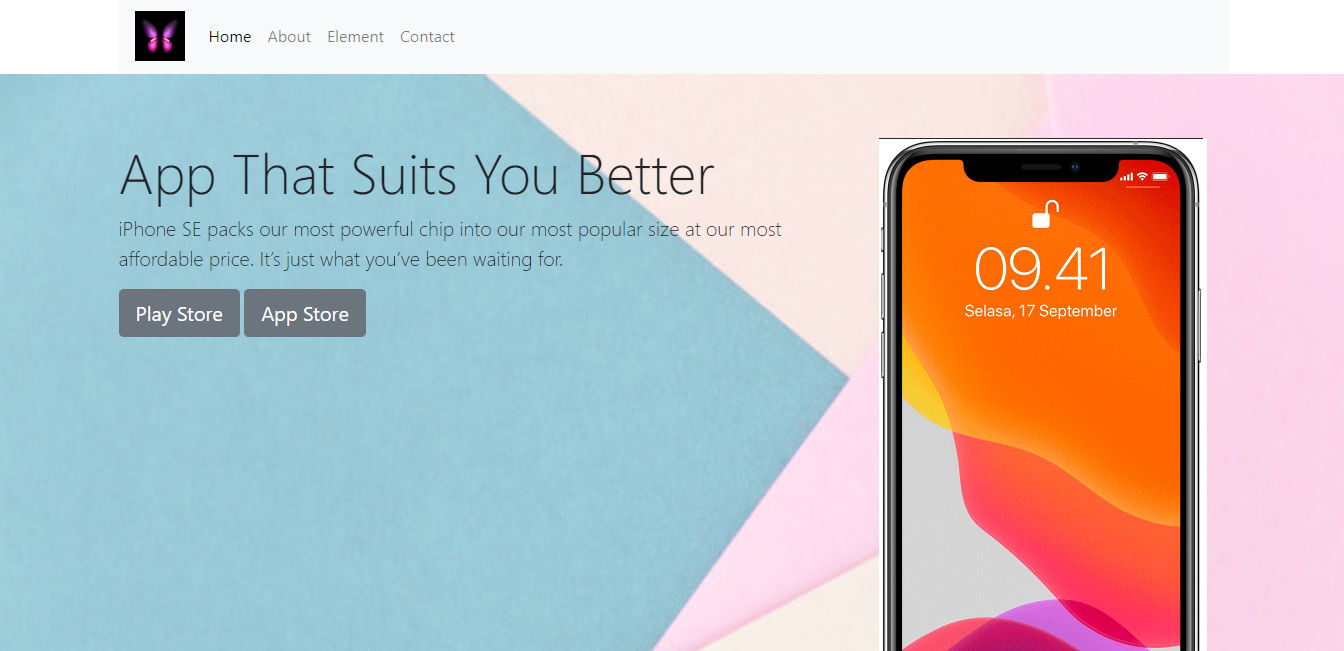 Home About Element Contact
App That Suits You Better
iPhone SE packs our most powerful chip into our most popular size at our most
affordable price. It’s just what you’ve been waiting for.
Play Store App Store
09.41
Selasa, 17 September